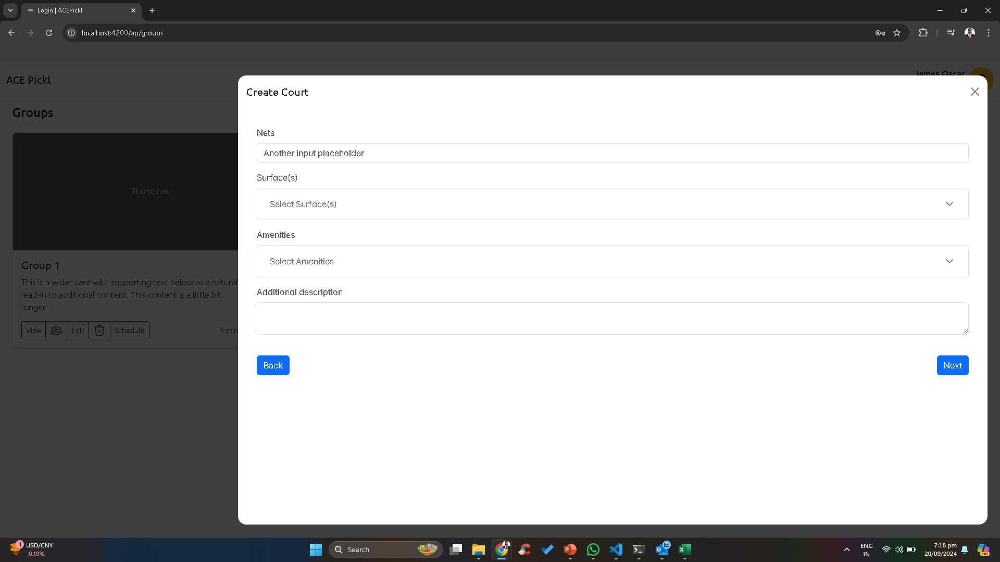 Login | ACEPickl
localhost:4200/ap/groups
ACE Pickl
James Oscar
Groups
Thumbnail
Group 1
This is a wider card with supporting text below as a natural
lead-in to additional content. This content is a little bit
longer.
View
Edit
Schedule
9 min
Create Court
Nets
Another input placeholder
Surface(s)
Select Surface(s)
Amenities
Select Amenities
Additional description
Back
Next
1
USD/CNY
-0.19%
Search
ENG
IN
7:18 pm
20/09/2024
PRE